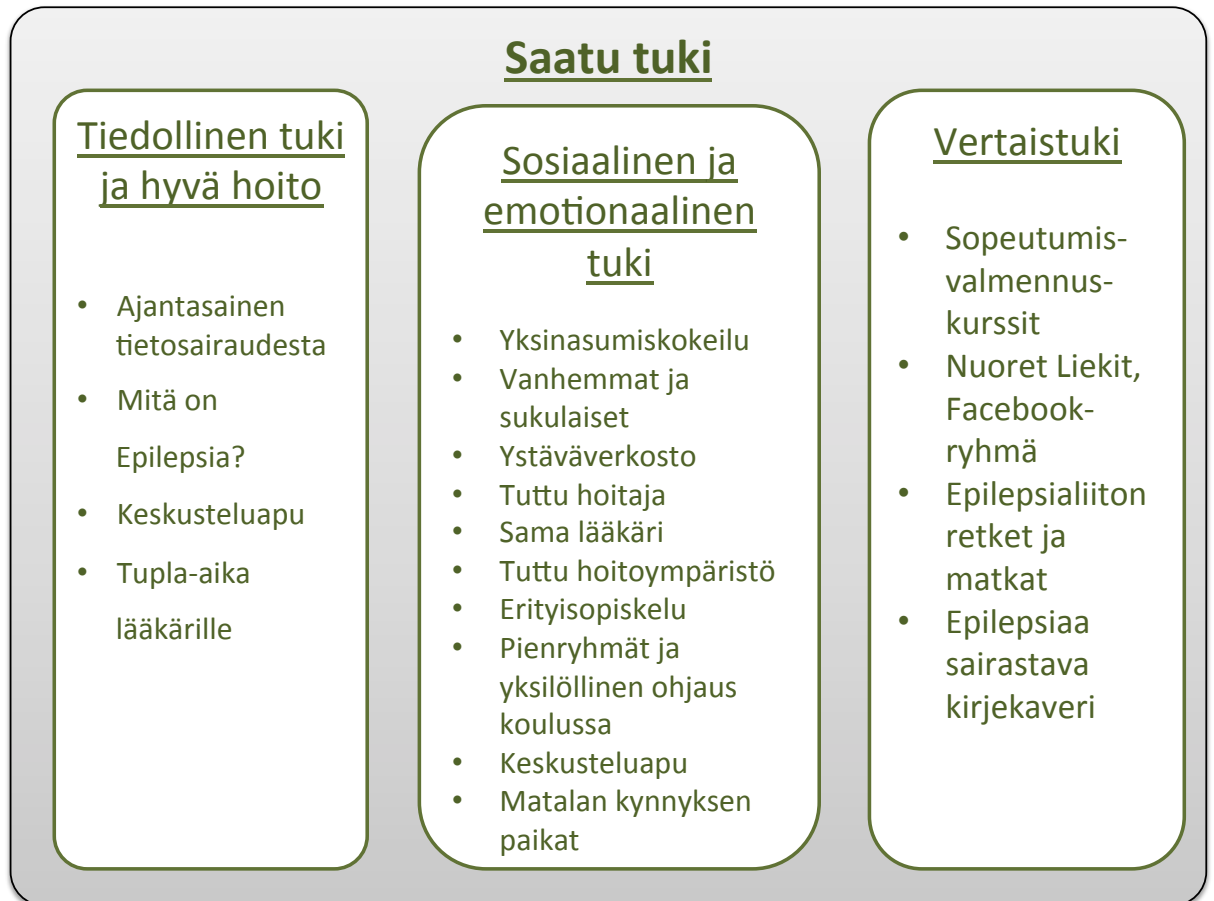 Saatu tuki
Tiedollinen tuki
ja hyvä hoito
• Ajantasainen
tietosairaudesta
• Mitä on
Epilepsia?
• Keskusteluapu
• Tupla-aika
lääkärille
Sosiaalinen ja
emotionaalinen
tuki
• Yksinasumiskokeilu
• Vanhemmat ja
sukulaiset
• Ystäväverkosto
• Tuttu hoitaja
• Sama lääkäri
• Tuttu hoitoympäristö
• Erityisopiskelu
• Pienryhmät ja
yksilöllinen ohjaus
koulussa
• Keskusteluapu
• Matalan kynnyksen
paikat
Vertaistuki
• Sopeutumis-
valmennus-
kurssit
• Nuoret Liekit,
Facebook-
ryhmä
• Epilepsialiiton
retket ja
matkat
• Epilepsiaa
sairastava
kirjekaveri